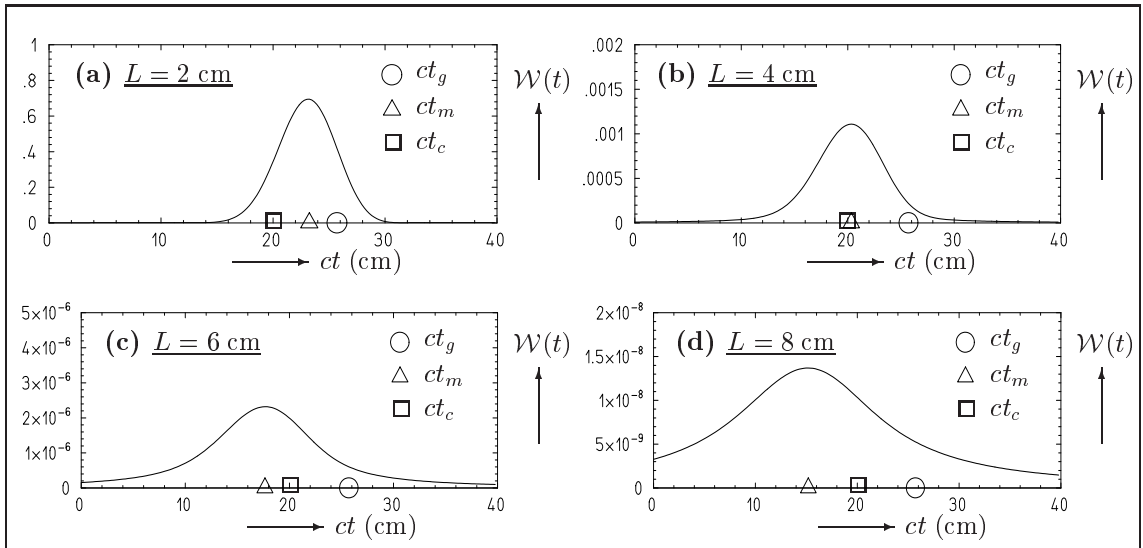 (a) L = 2 cm
1
.8
.6
.4
.2
0
0 10 20 30 40
ct (cm)
ct_g
ct_m
ct_c
W(t)
(b) L = 4 cm
.002
.0015
.001
.0005
0
0 10 20 30 40
ct (cm)
ct_g
ct_m
ct_c
W(t)
(c) L = 6 cm
5×10⁻⁶
4×10⁻⁶
3×10⁻⁶
2×10⁻⁶
1×10⁻⁶
0
0 10 20 30 40
ct (cm)
ct_g
ct_m
ct_c
W(t)
(d) L = 8 cm
2×10⁻⁸
1.5×10⁻⁸
1×10⁻⁸
5×10⁻⁹
0
0 10 20 30 40
ct (cm)
ct_g
ct_m
ct_c
W(t)